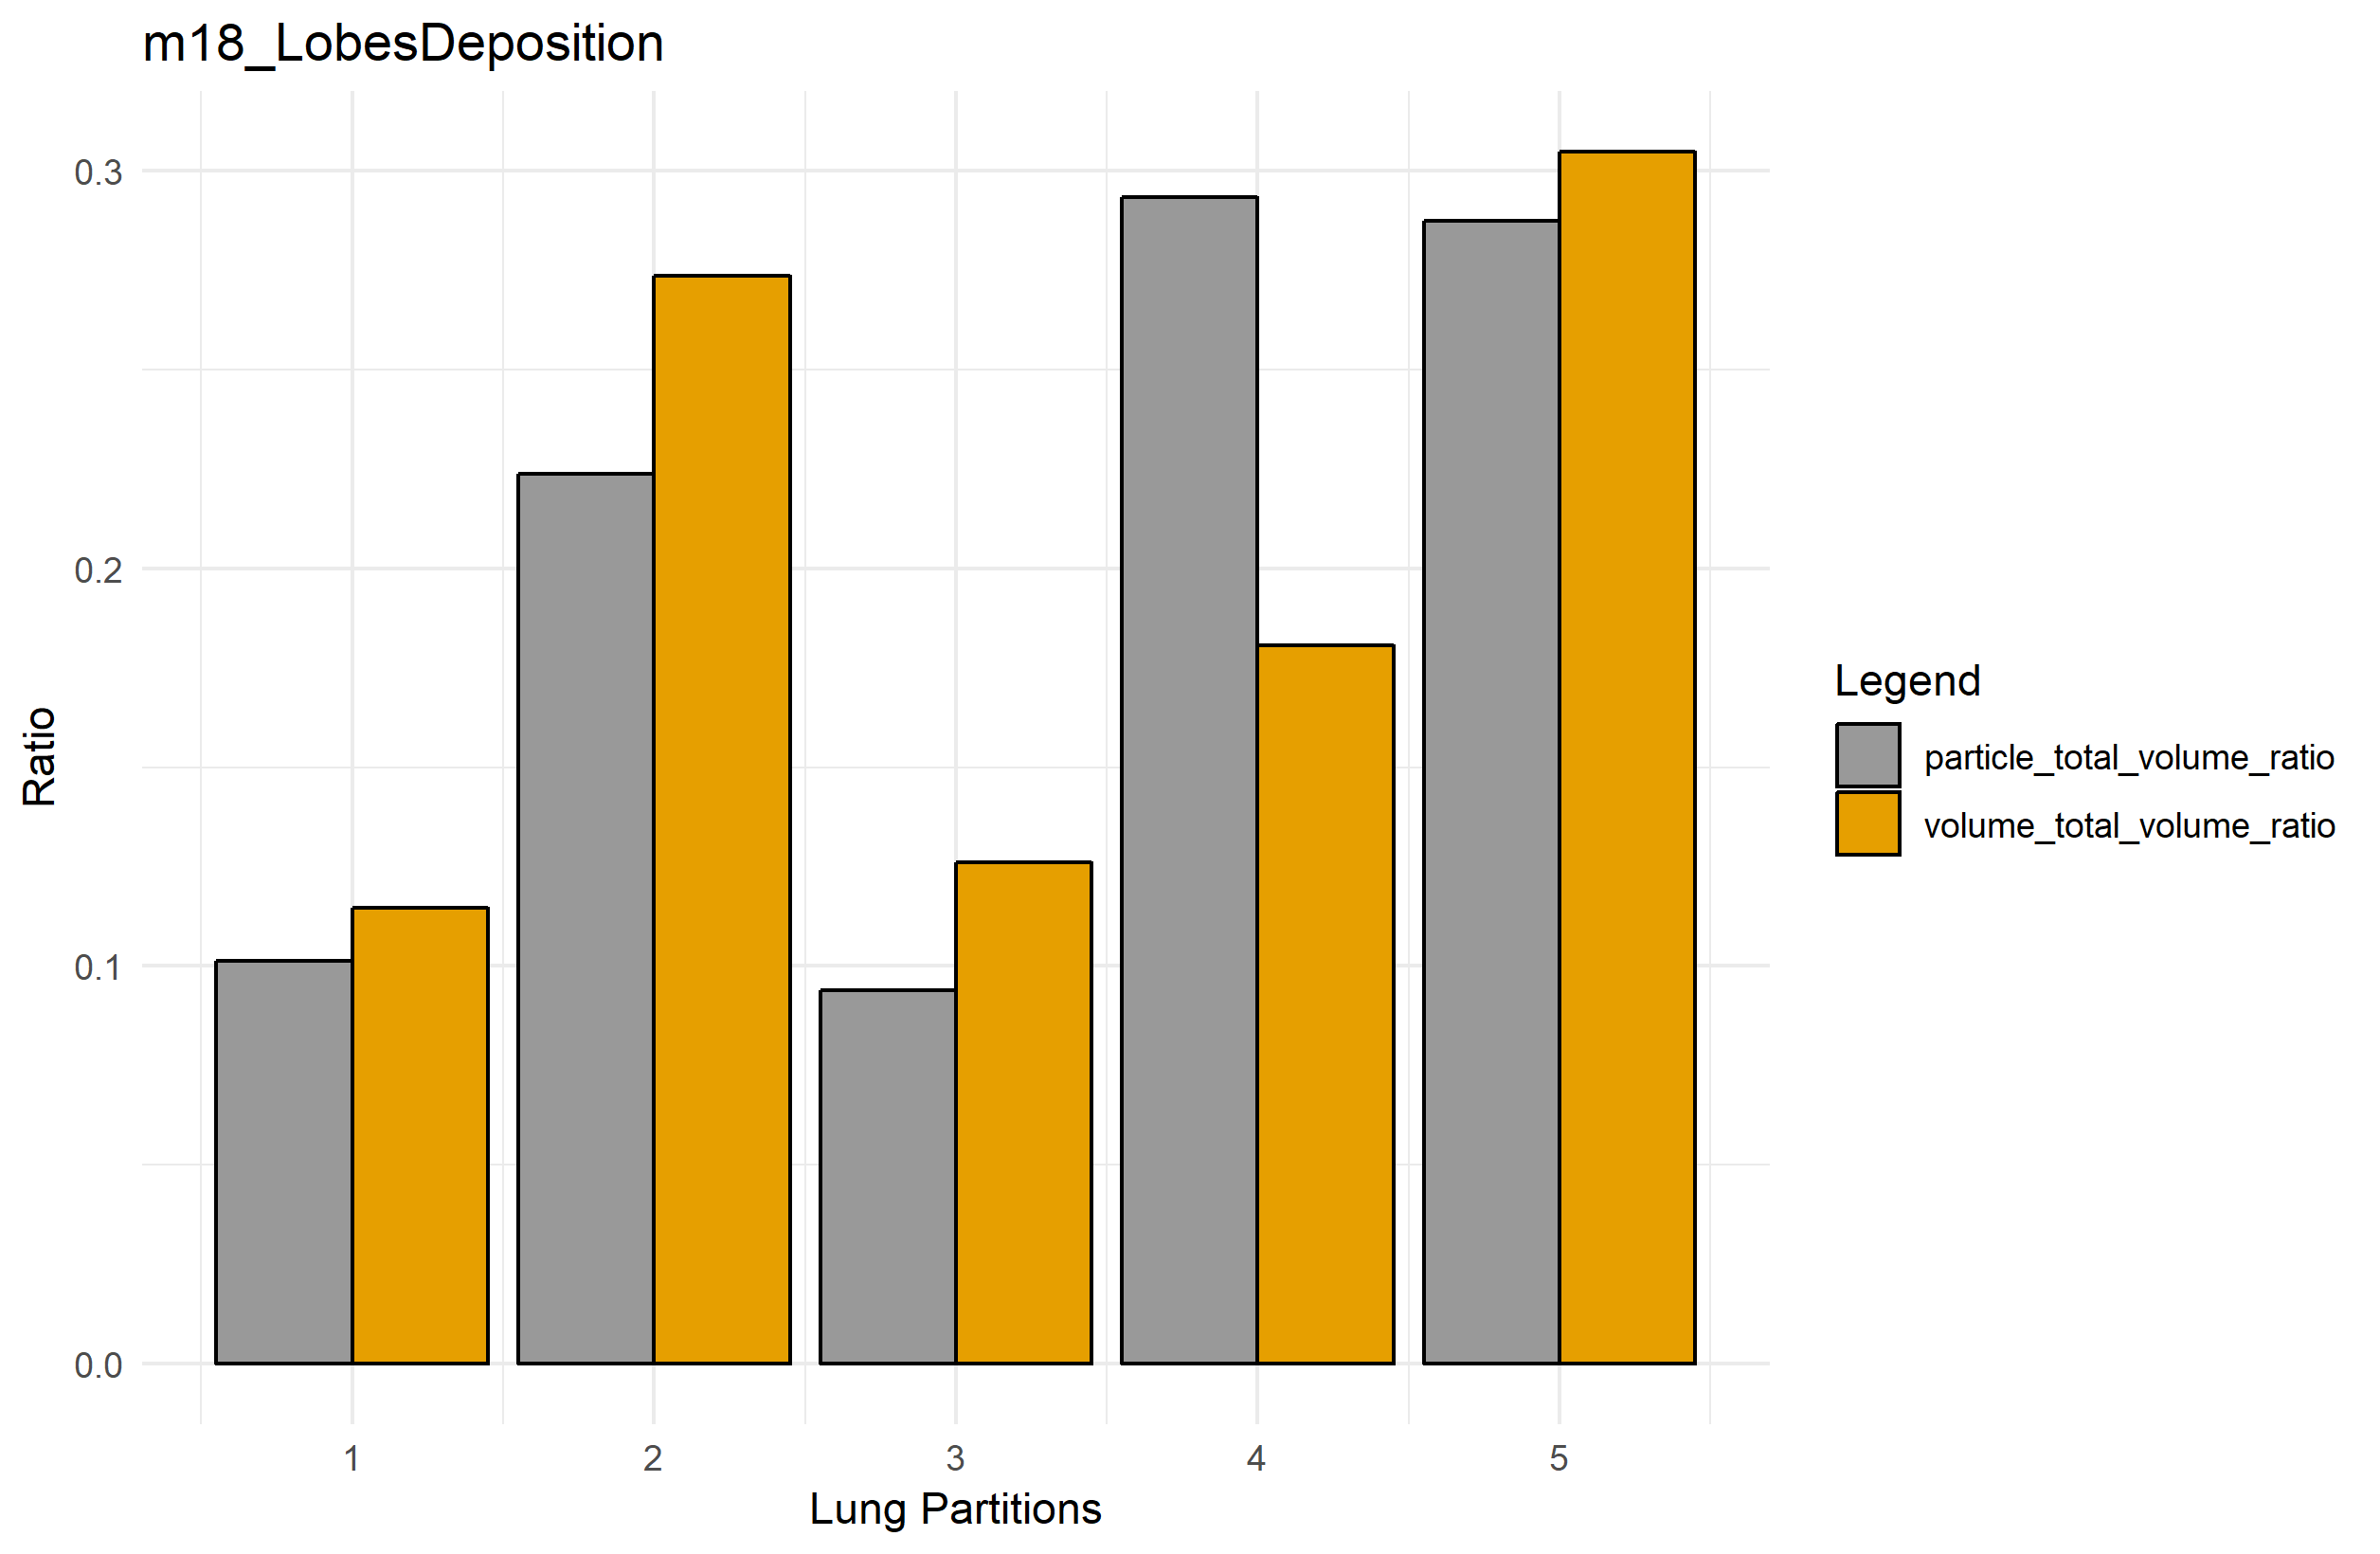 m18_LobesDeposition
0.3
0.2
0.1
0.0
Ratio
1 2 3 4 5
Lung Partitions
Legend
particle_total_volume_ratio
volume_total_volume_ratio